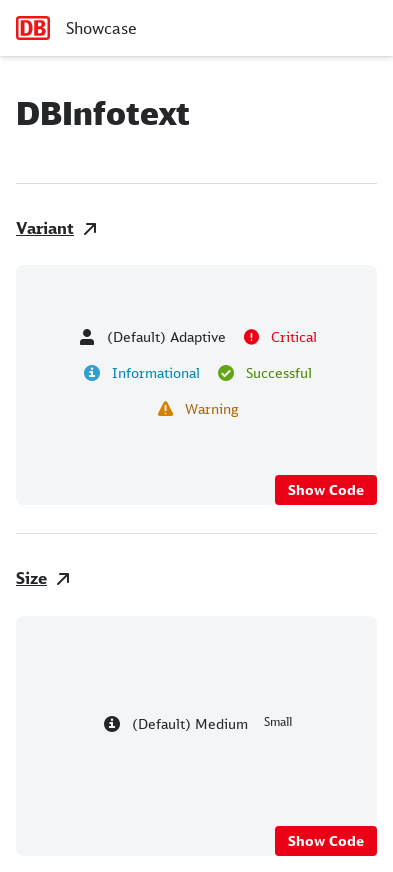 DB Showcase
DBInfotext
Variant
(Default) Adaptive Critical
Informational Successful
Warning
Show Code
Size
(Default) Medium Small
Show Code